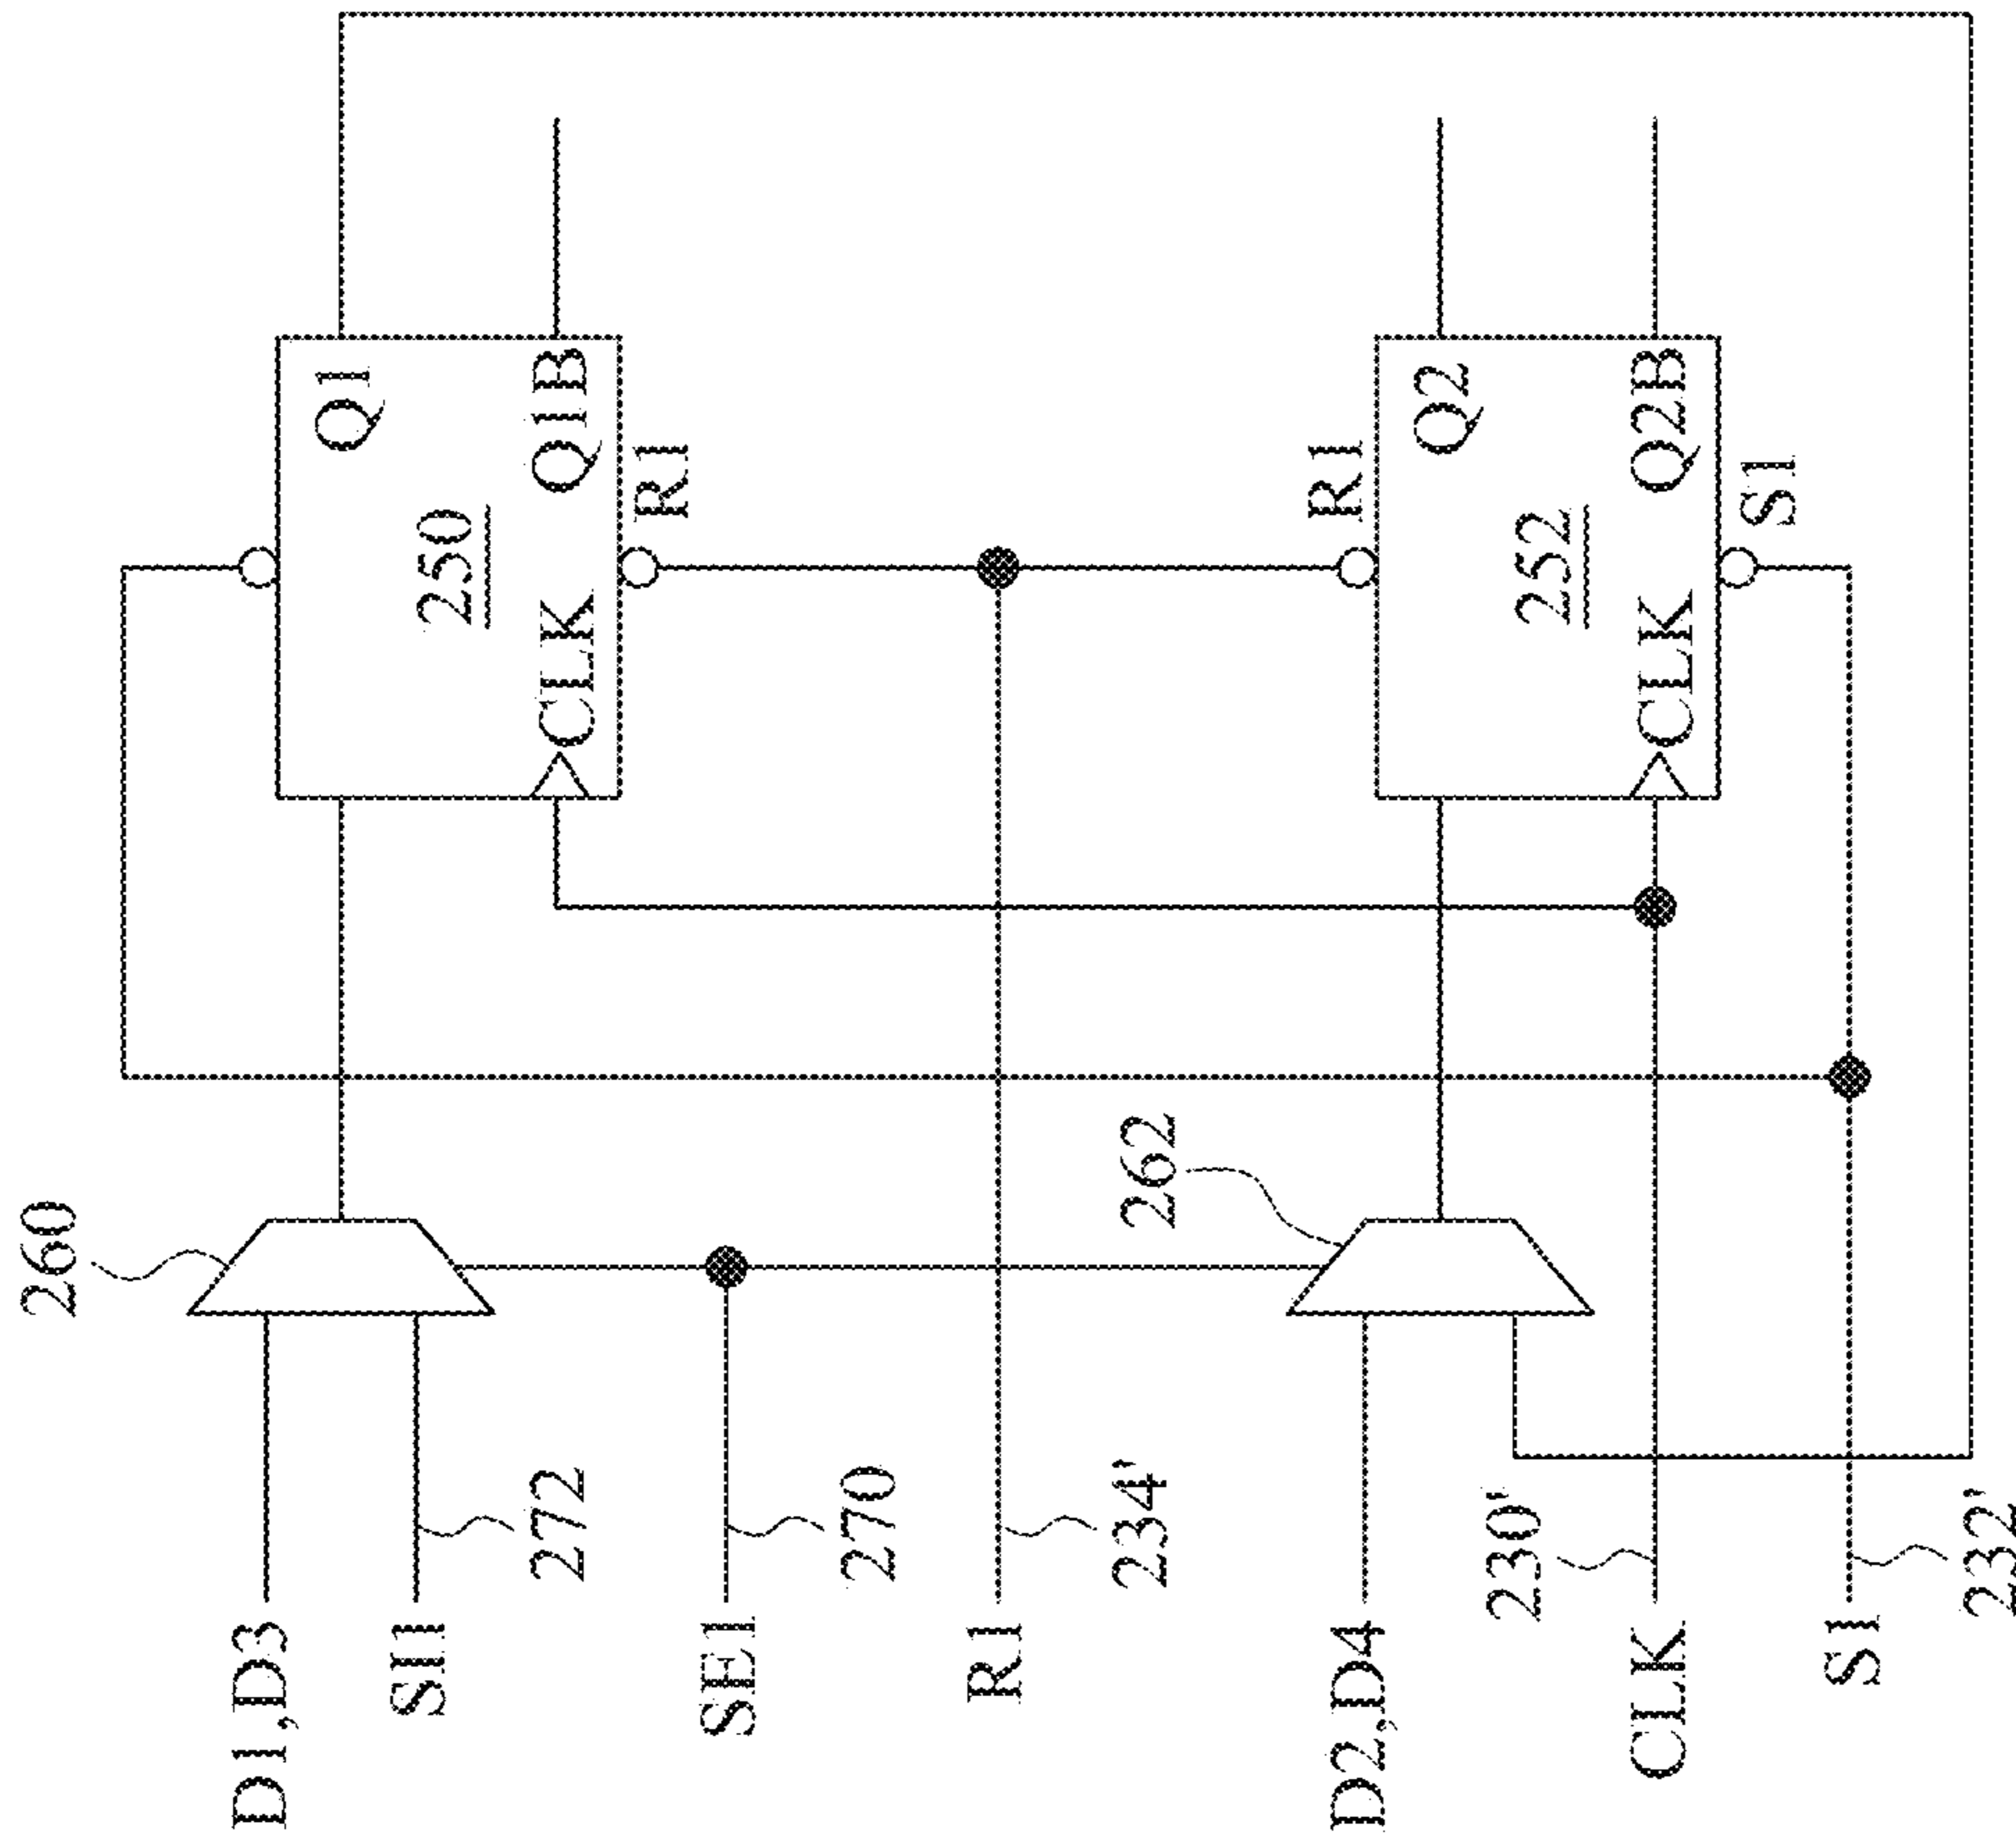 260
D1,D3
SI1
272
SE1
270
R1
234'
262
D2,D4
CLK
230'
S1
232'
Q1
250
CLK
Q1B
R1
R1
Q2
252
CLK
Q2B
S1